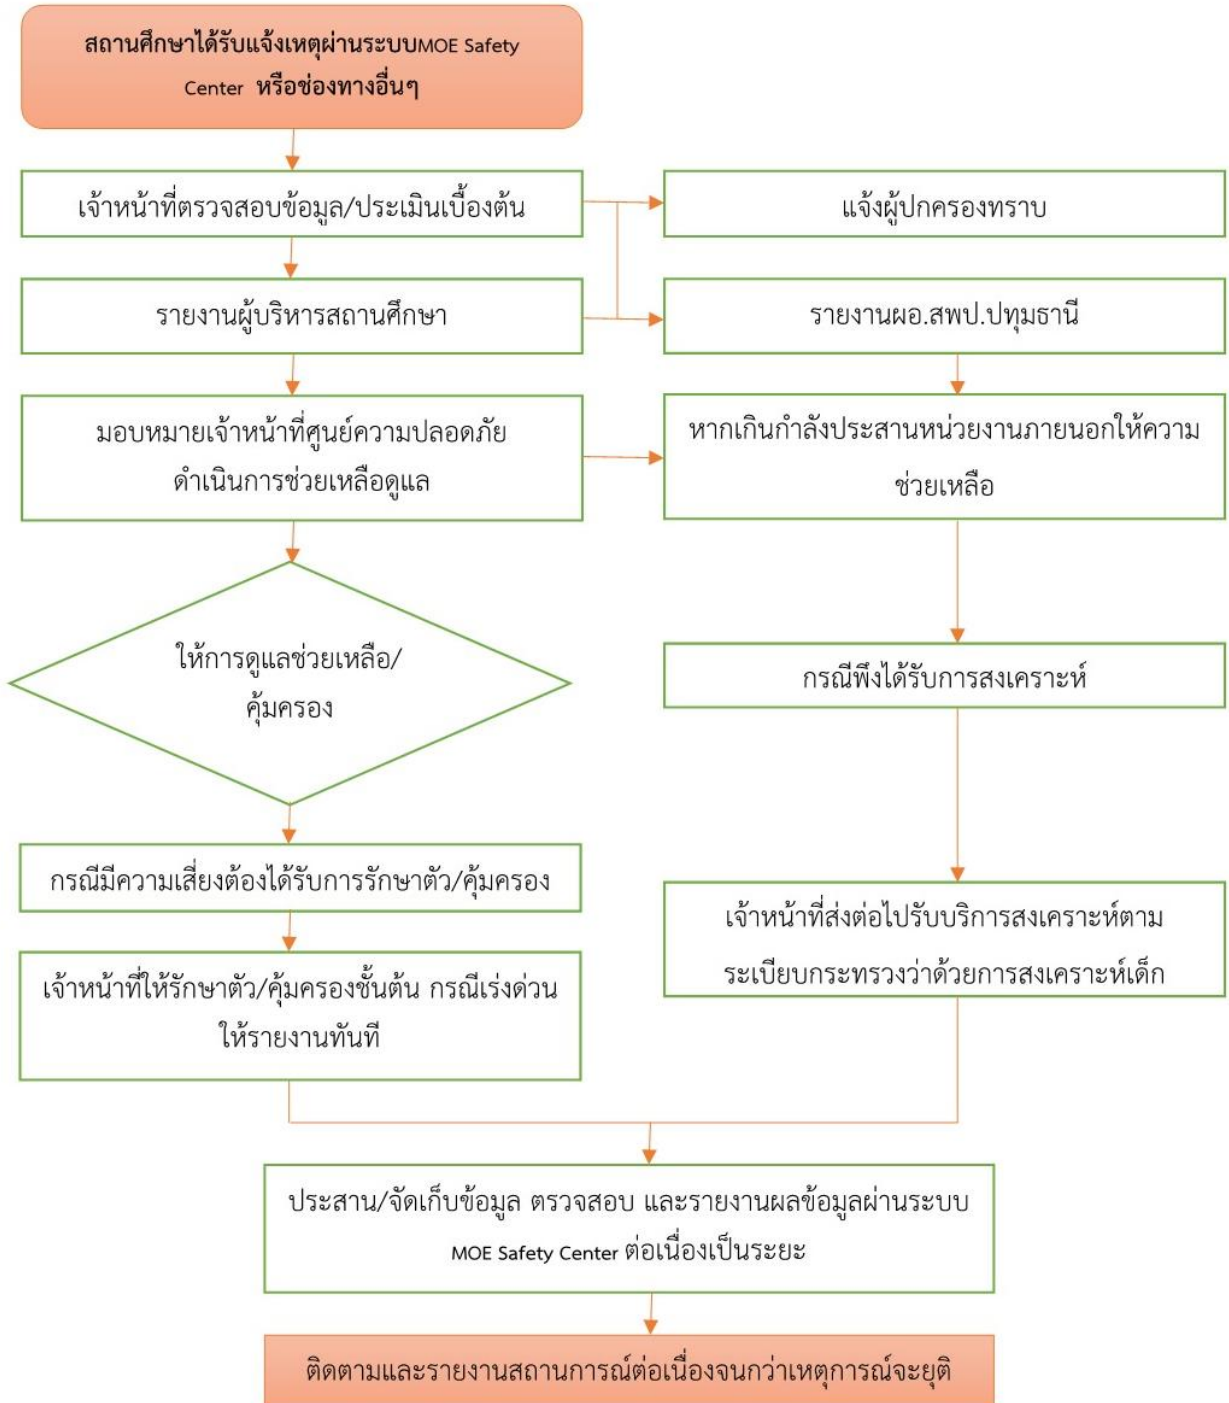 สถานศึกษาได้รับแจ้งเหตุผ่านระบบMOE Safety
Center หรือช่องทางอื่นๆ
เจ้าหน้าที่ตรวจสอบข้อมูล/ประเมินเบื้องต้น
แจ้งผู้ปกครองทราบ
รายงานผู้บริหารสถานศึกษา
รายงานผอ.สพป.ปทุมธานี
มอบหมายเจ้าหน้าที่ศูนย์ความปลอดภัย
ดำเนินการช่วยเหลือดูแล
หากเกินกำลังประสานหน่วยงานภายนอกให้ความ
ช่วยเหลือ
ให้การดูแลช่วยเหลือ/
คุ้มครอง
กรณีพึงได้รับการสงเคราะห์
กรณีมีความเสี่ยงต้องได้รับการรักษาตัว/คุ้มครอง
เจ้าหน้าที่ส่งต่อไปรับบริการสงเคราะห์ตาม
ระเบียบกระทรวงว่าด้วยการสงเคราะห์เด็ก
เจ้าหน้าที่ให้รักษาตัว/คุ้มครองชั้นต้น กรณีเร่งด่วน
ให้รายงานทันที
ประสาน/จัดเก็บข้อมูล ตรวจสอบ และรายงานผลข้อมูลผ่านระบบ
MOE Safety Center ต่อเนื่องเป็นระยะ
ติดตามและรายงานสถานการณ์ต่อเนื่องจนกว่าเหตุการณ์จะยุติ